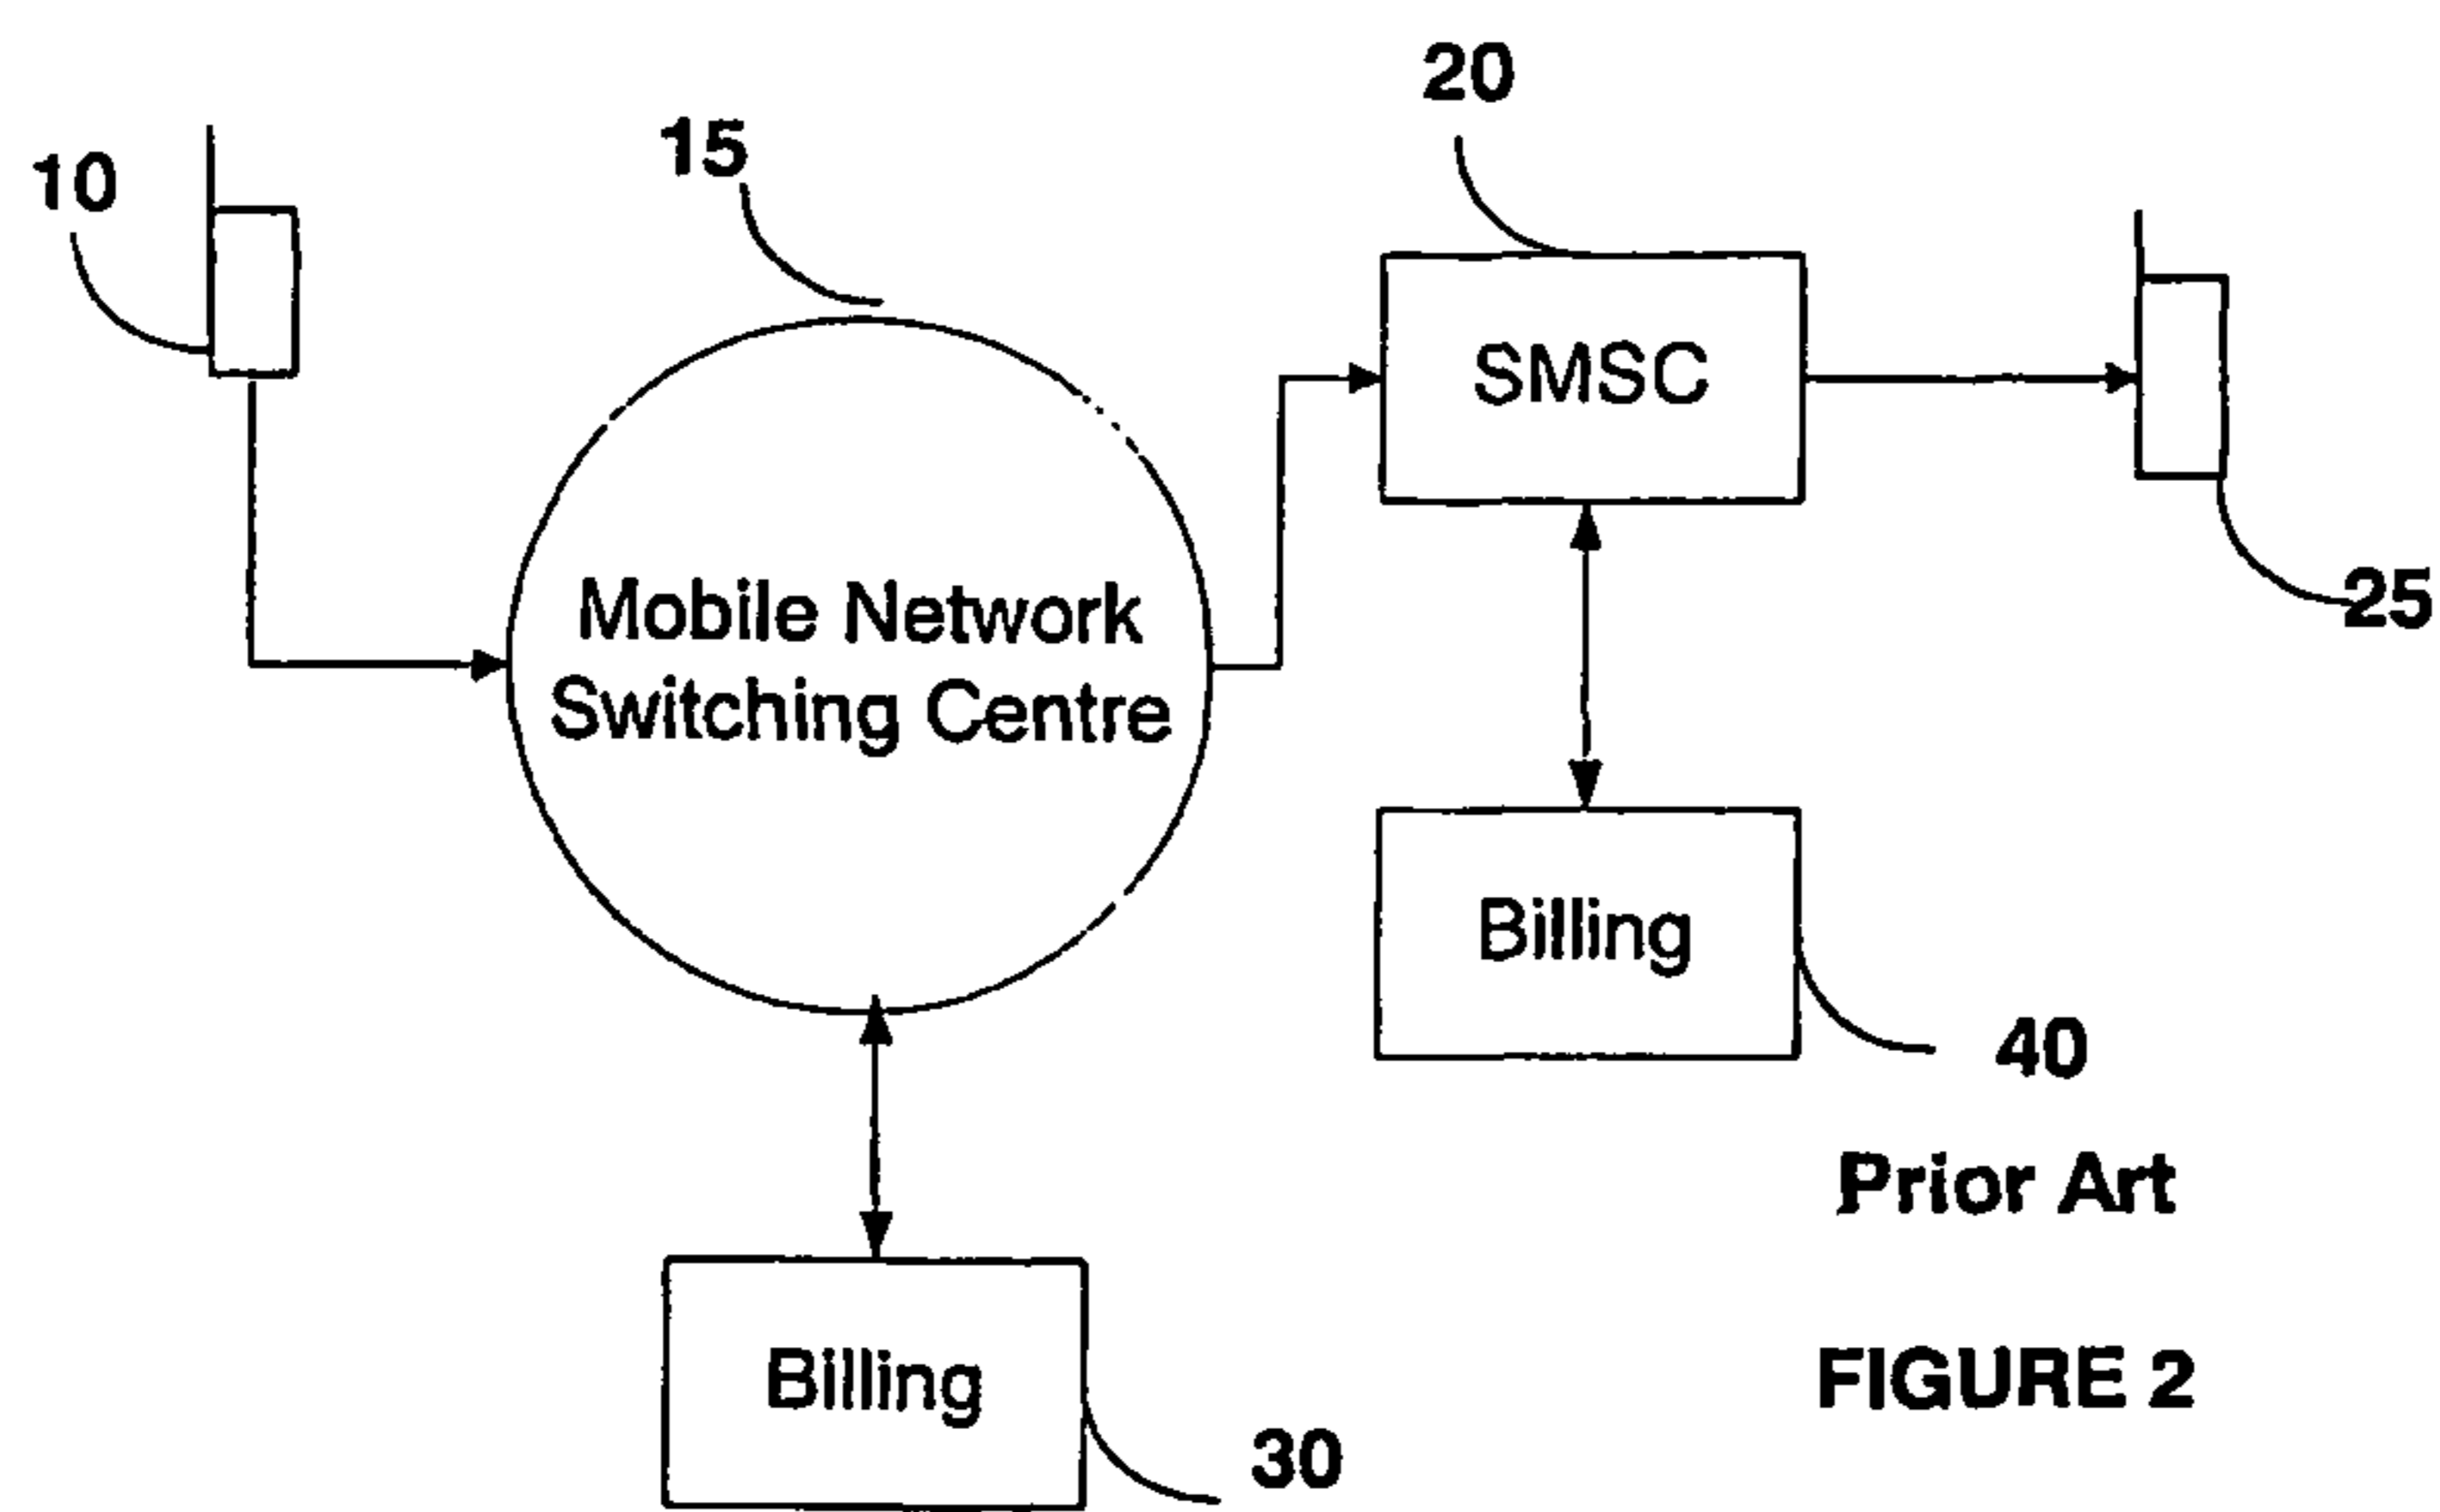 20
15
10
SMSC
Mobile Network
Switching Centre
25
Billing
40
Prior Art
Billing
FIGURE 2
30